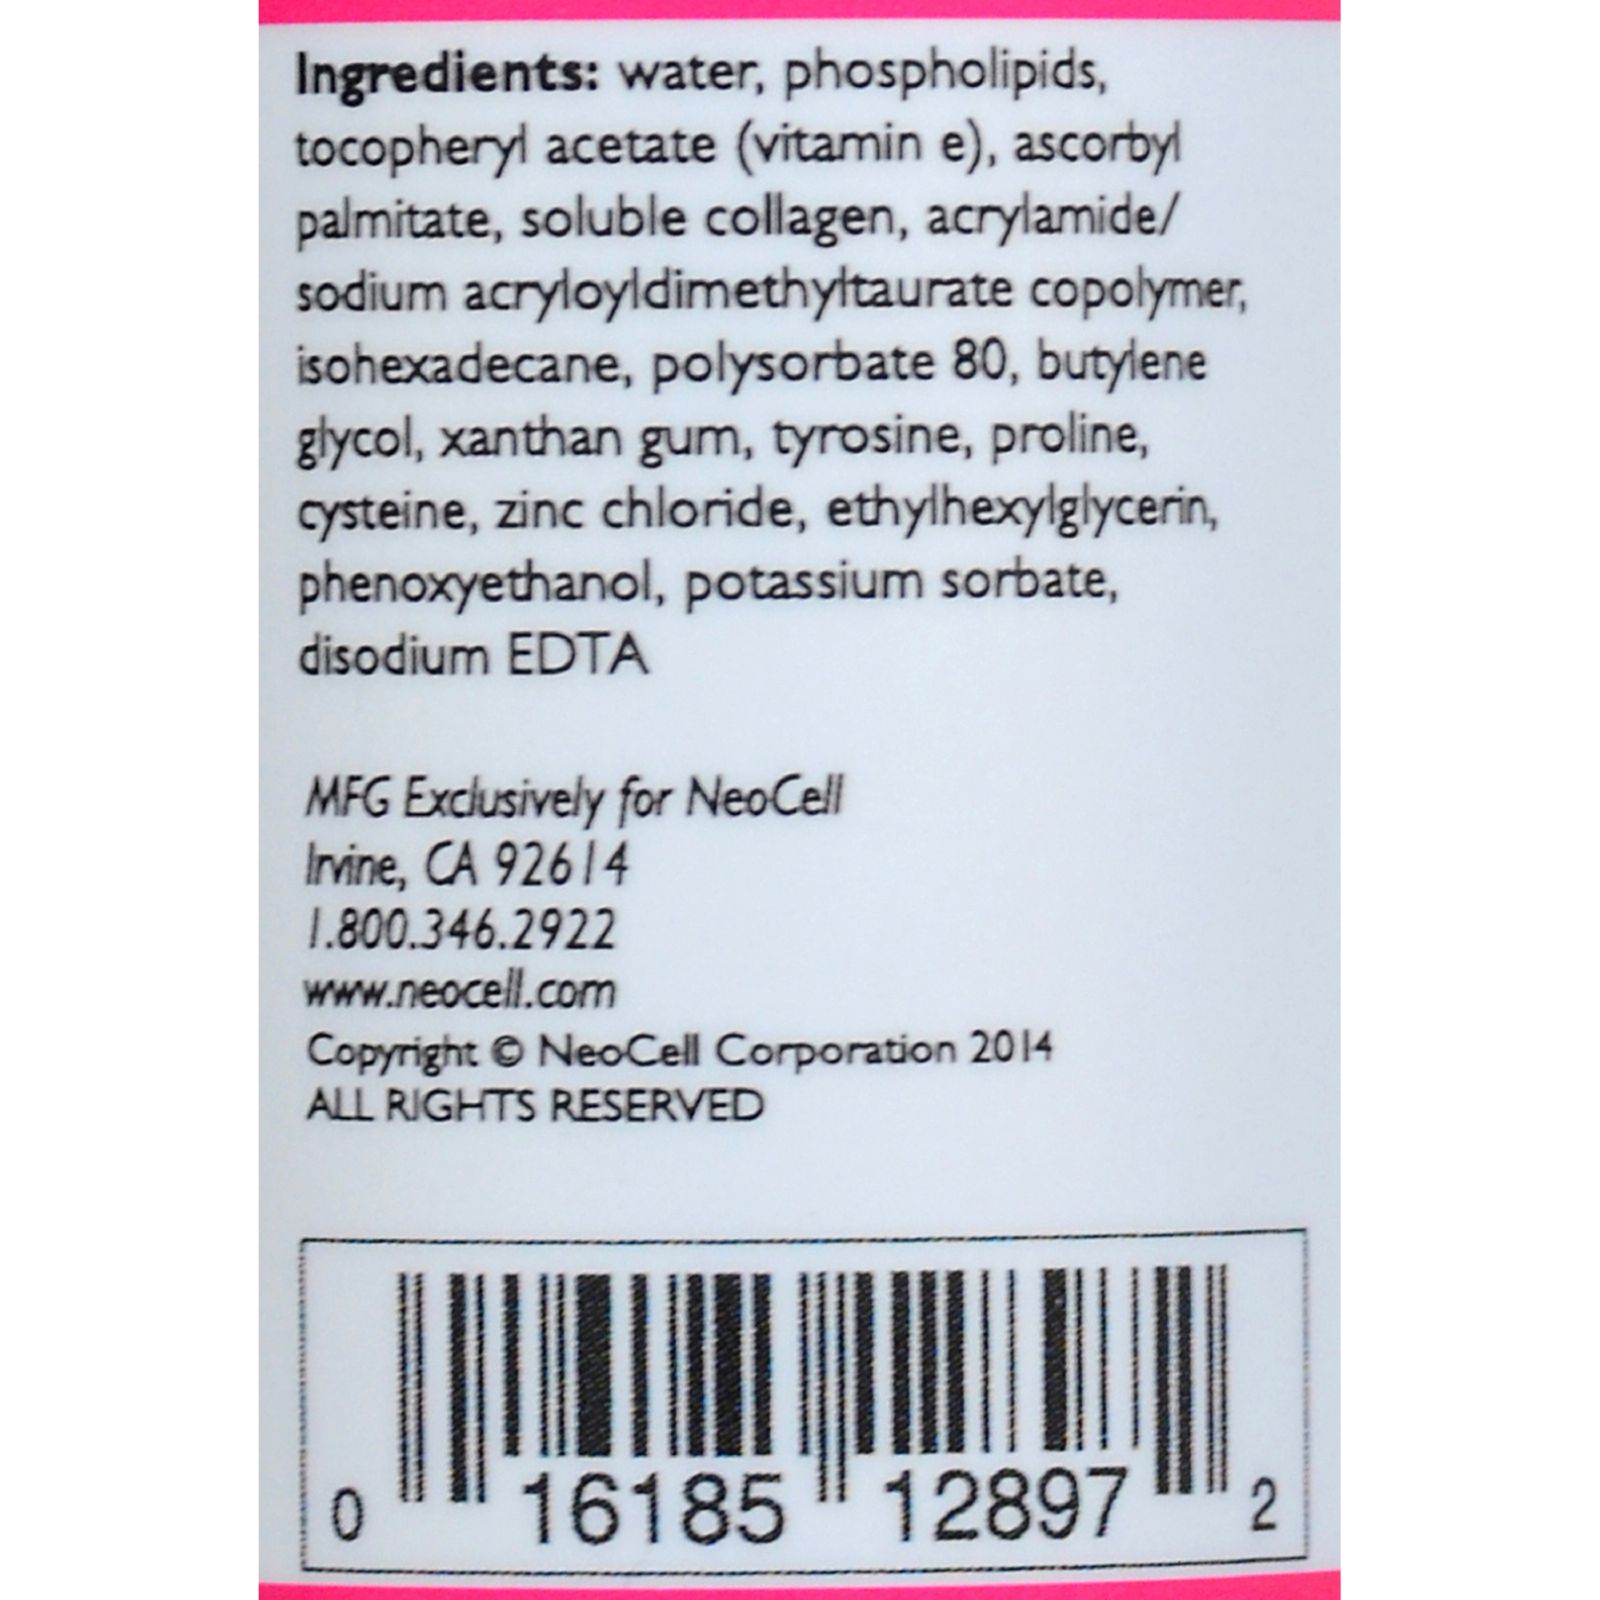 Ingredients: water, phospholipids,
tocopheryl acetate (vitamin e), ascorbyl
palmitate, soluble collagen, acrylamide/
sodium acryloyldimethyltaurate copolymer,
isohexadecane, polysorbate 80, butylene
glycol, xanthan gum, tyrosine, proline,
cysteine, zinc chloride, ethylhexylglycerin,
phenoxyethanol, potassium sorbate,
disodium EDTA
MFG Exclusively for NeoCell
Irvine, CA 92614
1.800.346.2922
www.neocell.com
Copyright © NeoCell Corporation 2014
ALL RIGHTS RESERVED
0 16185 12897 2